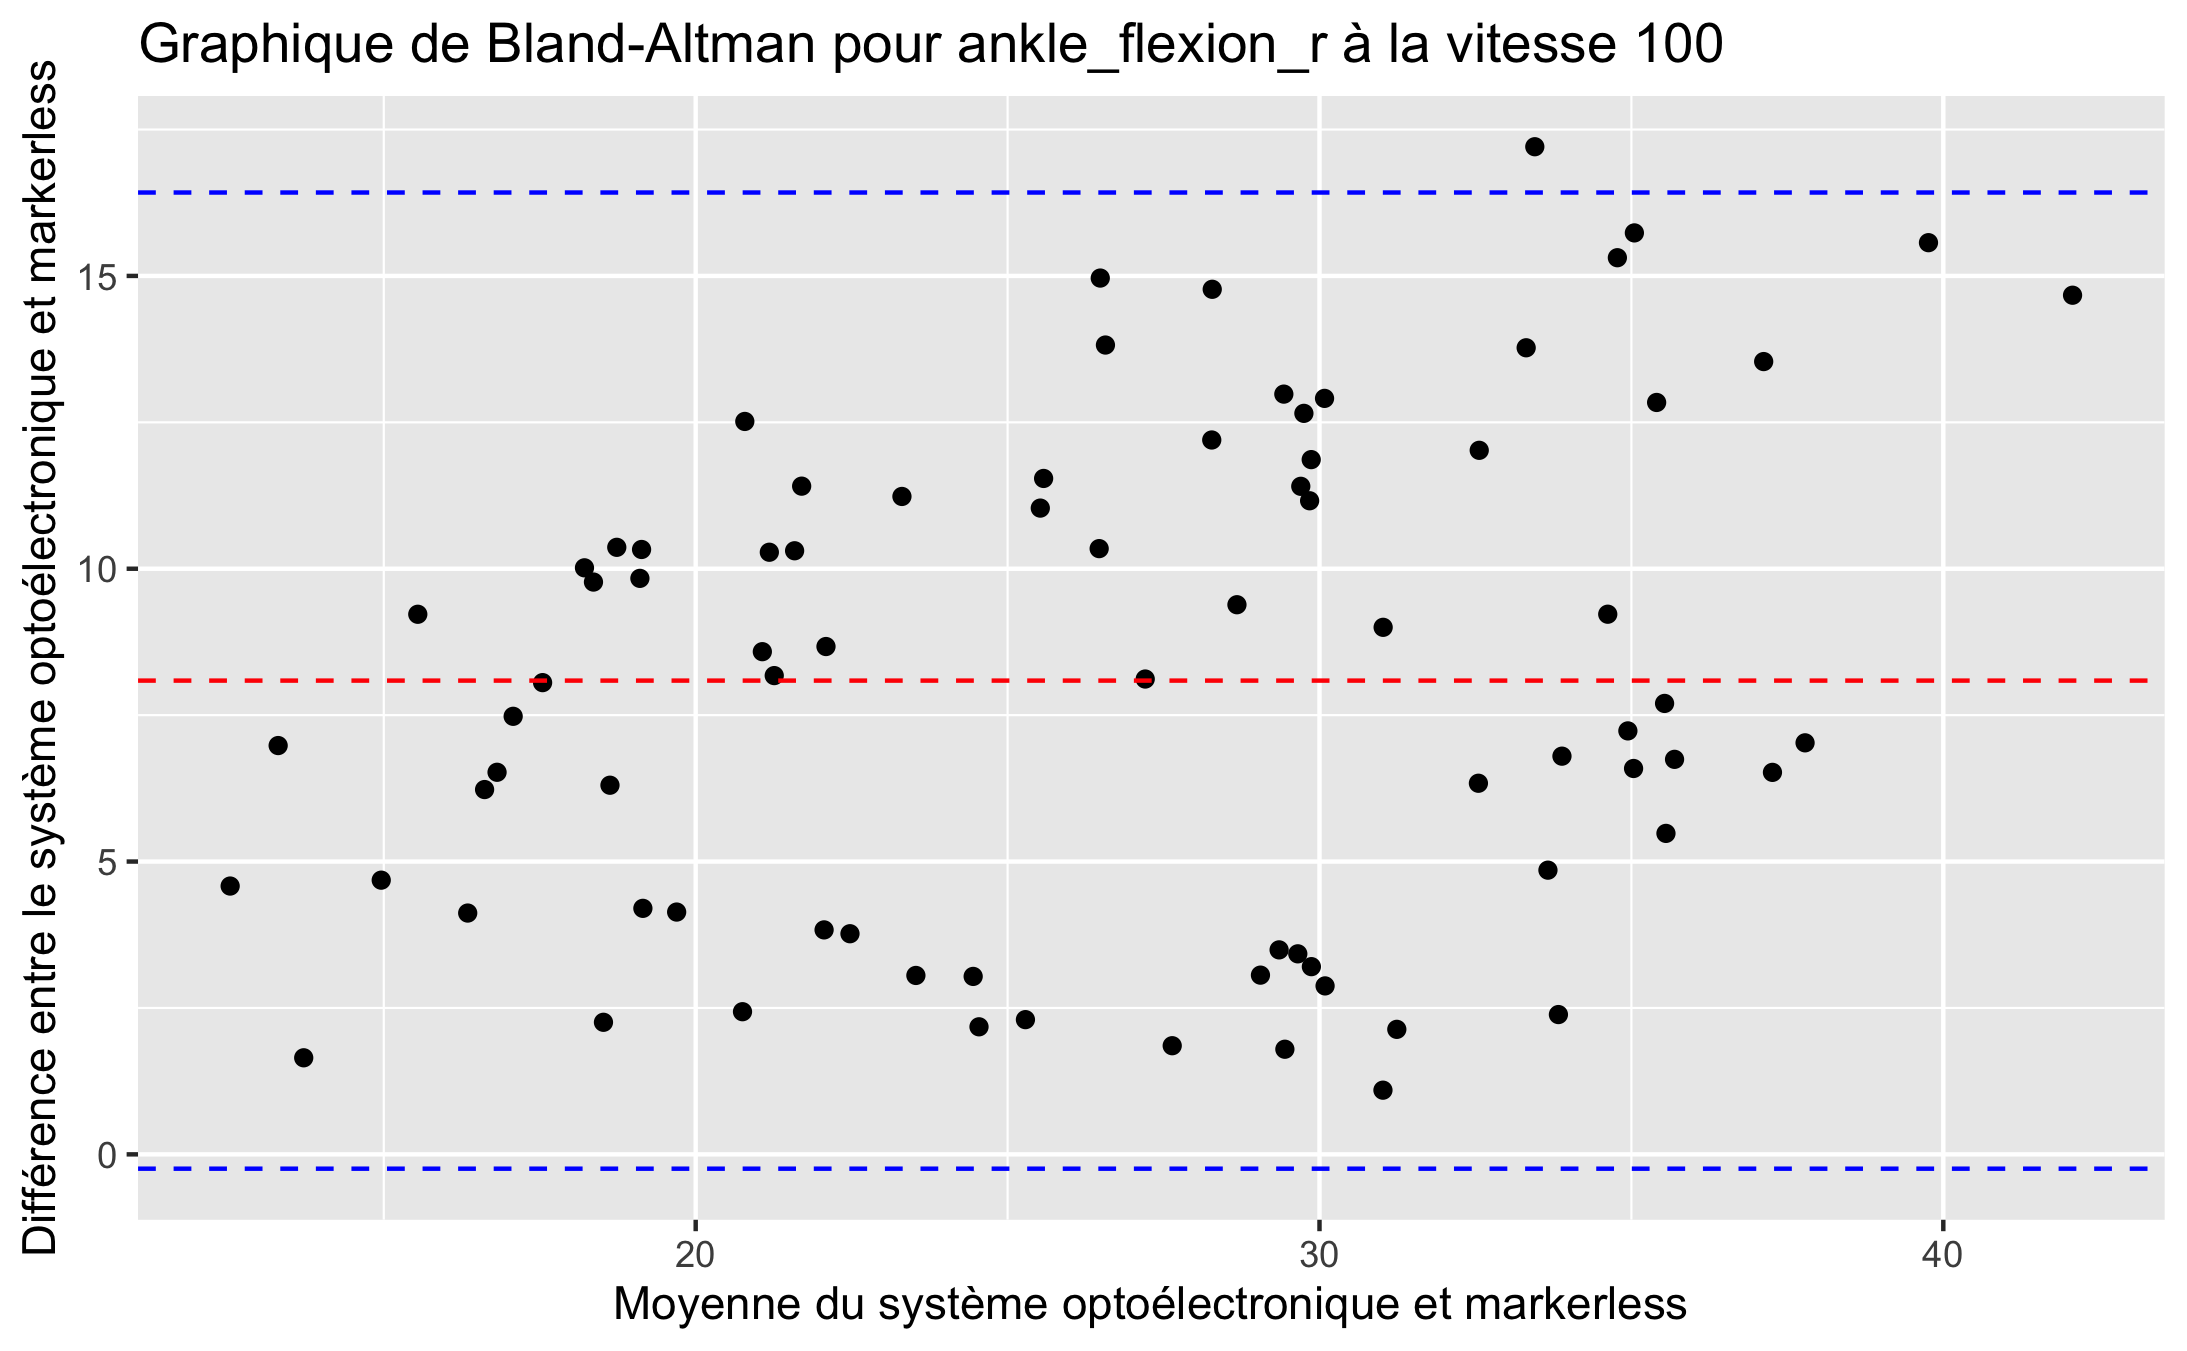 Graphique de Bland-Altman pour ankle_flexion_r à la vitesse 100
Différence entre le système optoélectronique et markerless
15
10
5
0
20
30
40
Moyenne du système optoélectronique et markerless